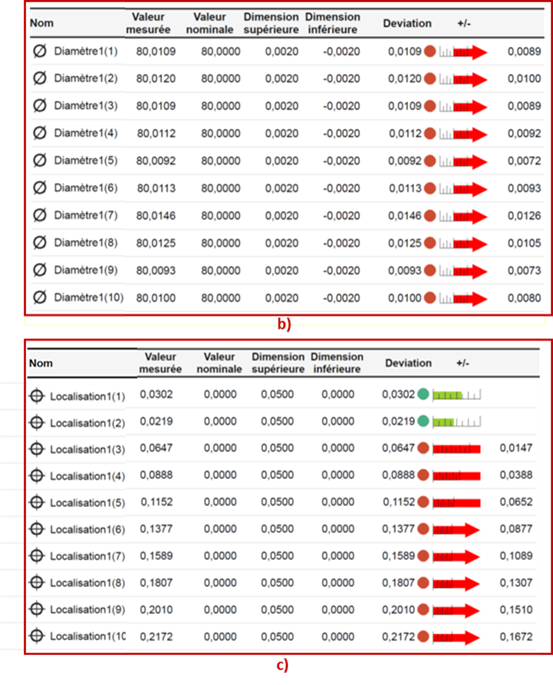 Nom Valeur mesurée Valeur nominale Dimension supérieure Dimension inférieure Deviation +/-
Diamètre1(1) 80,0109 80,0000 0,0020 -0,0020 0,0109 0,0089
Diamètre1(2) 80,0120 80,0000 0,0020 -0,0020 0,0120 0,0100
Diamètre1(3) 80,0109 80,0000 0,0020 -0,0020 0,0109 0,0089
Diamètre1(4) 80,0112 80,0000 0,0020 -0,0020 0,0112 0,0092
Diamètre1(5) 80,0092 80,0000 0,0020 -0,0020 0,0092 0,0072
Diamètre1(6) 80,0113 80,0000 0,0020 -0,0020 0,0113 0,0093
Diamètre1(7) 80,0146 80,0000 0,0020 -0,0020 0,0146 0,0126
Diamètre1(8) 80,0125 80,0000 0,0020 -0,0020 0,0125 0,0105
Diamètre1(9) 80,0093 80,0000 0,0020 -0,0020 0,0093 0,0073
Diamètre1(10) 80,0100 80,0000 0,0020 -0,0020 0,0100 0,0080
b)
Nom Valeur mesurée Valeur nominale Dimension supérieure Dimension inférieure Deviation +/-
Localisation1(1) 0,0302 0,0000 0,0500 0,0000 0,0302
Localisation1(2) 0,0219 0,0000 0,0500 0,0000 0,0219
Localisation1(3) 0,0647 0,0000 0,0500 0,0000 0,0647 0,0147
Localisation1(4) 0,0888 0,0000 0,0500 0,0000 0,0888 0,0388
Localisation1(5) 0,1152 0,0000 0,0500 0,0000 0,1152 0,0652
Localisation1(6) 0,1377 0,0000 0,0500 0,0000 0,1377 0,0877
Localisation1(7) 0,1589 0,0000 0,0500 0,0000 0,1589 0,1089
Localisation1(8) 0,1807 0,0000 0,0500 0,0000 0,1807 0,1307
Localisation1(9) 0,2010 0,0000 0,0500 0,0000 0,2010 0,1510
Localisation1(1C 0,2172 0,0000 0,0500 0,0000 0,2172 0,1672
c)